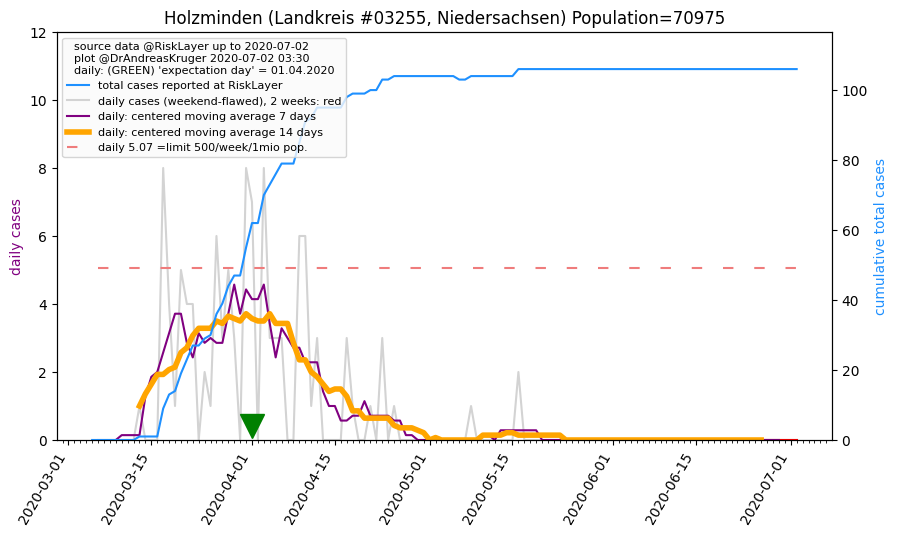 Holzminden (Landkreis #03255, Niedersachsen) Population=70975
source data @RiskLayer up to 2020-07-02
plot @DrAndreasKruger 2020-07-02 03:30
daily: (GREEN) 'expectation day' = 01.04.2020
total cases reported at RiskLayer
daily cases (weekend-flawed), 2 weeks: red
daily: centered moving average 7 days
daily: centered moving average 14 days
daily 5.07 =limit 500/week/1mio pop.
daily cases
12
10
8
6
4
2
0
cumulative total cases
100
80
60
40
20
0
2020-03-01
2020-03-15
2020-04-01
2020-04-15
2020-05-01
2020-05-15
2020-06-01
2020-06-15
2020-07-01